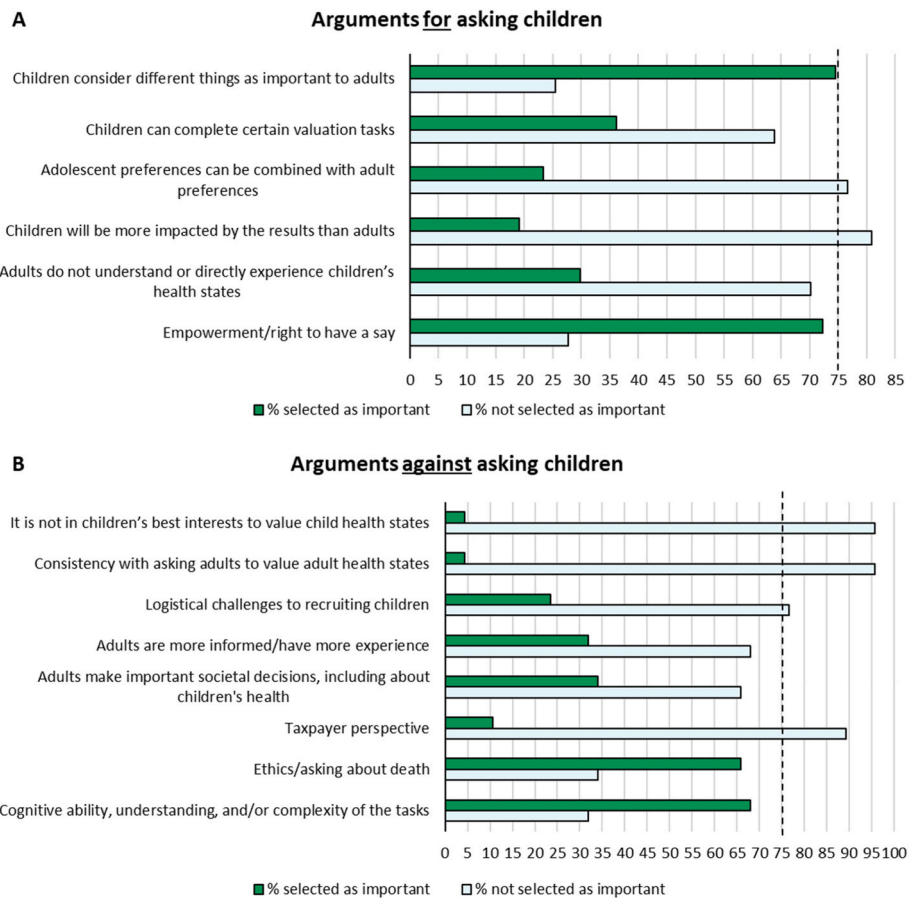 A
Arguments for asking children
Children consider different things as important to adults
Children can complete certain valuation tasks
Adolescent preferences can be combined with adult
preferences
Children will be more impacted by the results than adults
Adults do not understand or directly experience children’s
health states
Empowerment/right to have a say
0 5 10 15 20 25 30 35 40 45 50 55 60 65 70 75 80 85
% selected as important % not selected as important
B
Arguments against asking children
It is not in children’s best interests to value child health states
Consistency with asking adults to value adult health states
Logistical challenges to recruiting children
Adults are more informed/have more experience
Adults make important societal decisions, including about
children's health
Taxpayer perspective
Ethics/asking about death
Cognitive ability, understanding, and/or complexity of the tasks
0 5 10 15 20 25 30 35 40 45 50 55 60 65 70 75 80 85 90 95 100
% selected as important % not selected as important